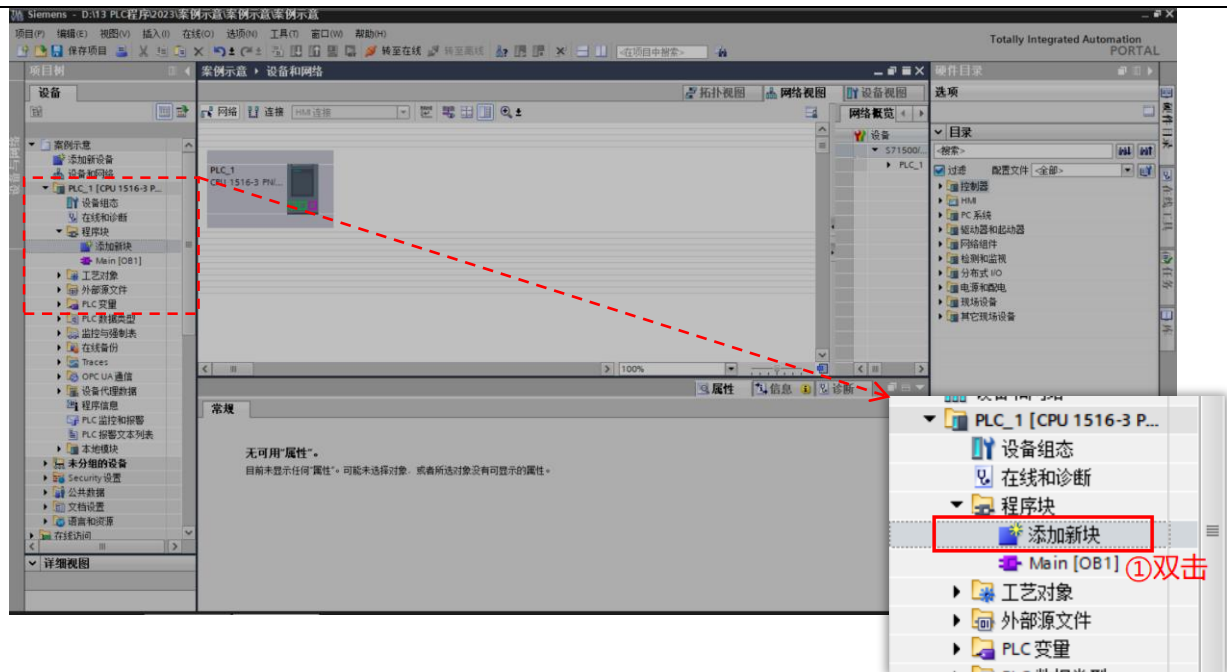 Siemens - D:\13 PLC程序\2023\案例示意\案例示意\案例示意
项目(P) 编辑(E) 视图(V) 插入(I) 在线(O) 选项(N) 工具(T) 窗口(W) 帮助(H)
Totally Integrated Automation
PORTAL
保存项目 转至在线 转至离线 <在项目中搜索>
项目树
案例示意 ▸ 设备和网络
硬件目录
设备
拓扑视图 网络视图 设备视图
选项
网络 连接 HMI 连接
网络概览
设备
S71500/...
PLC_1
PLC_1
CPU 1516-3 PN/...
目录
<搜索>
过滤 配置文件 <全部>
控制器
HMI
PC 系统
驱动器和起动器
网络组件
检测和监视
分布式 I/O
电源和配电
现场设备
其它现场设备
案例示意
添加新设备
设备和网络
PLC_1 [CPU 1516-3 P...
设备组态
在线和诊断
程序块
添加新块
Main [OB1]
工艺对象
外部源文件
PLC 变量
PLC 数据类型
监控与强制表
在线备份
Traces
OPC UA 通信
设备代理数据
程序信息
PLC 监控和报警
PLC 报警文本列表
本地模块
未分组的设备
Security 设置
公共数据
文档设置
语言和资源
在线访问
详细视图
100%
属性 信息 诊断
常规
无可用“属性”。
目前未显示任何“属性”。可能未选择对象，或者所选对象没有可显示的属性。
PLC_1 [CPU 1516-3 P...
设备组态
在线和诊断
程序块
添加新块
Main [OB1]
①双击
工艺对象
外部源文件
PLC 变量